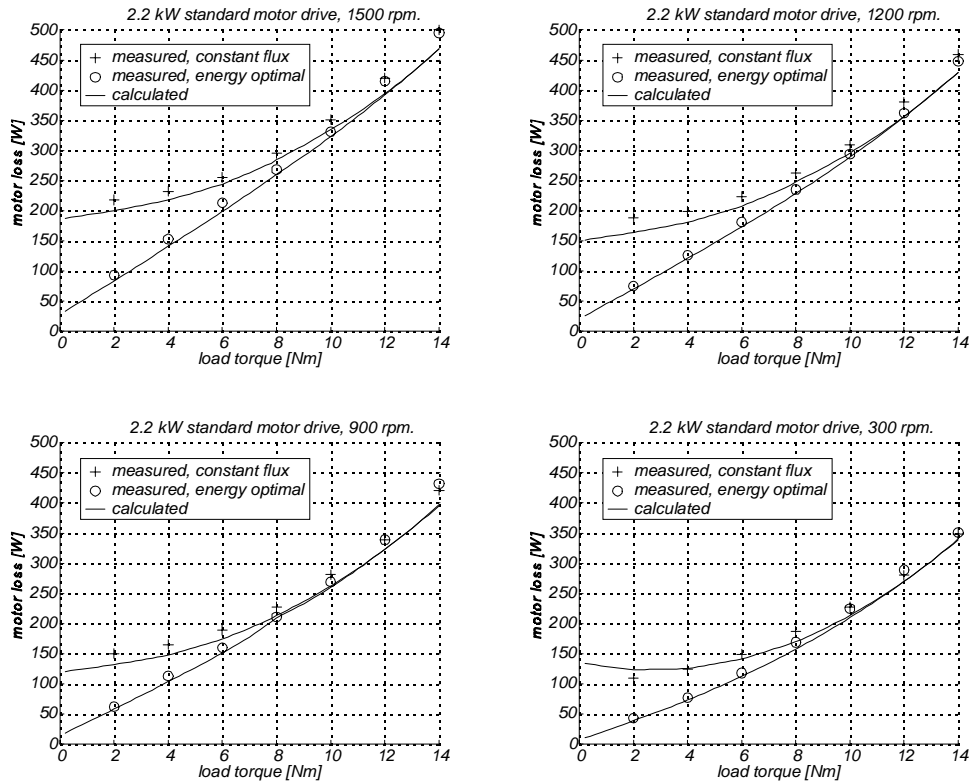 2.2 kW standard motor drive, 1500 rpm.
500
450
400
350
300
250
200
150
100
50
0
motor loss [W]
+ measured, constant flux
measured, energy optimal
calculated
0 2 4 6 8 10 12 14
load torque [Nm]
2.2 kW standard motor drive, 1200 rpm.
500
450
400
350
300
250
200
150
100
50
0
motor loss [W]
+ measured, constant flux
measured, energy optimal
calculated
0 2 4 6 8 10 12 14
load torque [Nm]
2.2 kW standard motor drive, 900 rpm.
500
450
400
350
300
250
200
150
100
50
0
motor loss [W]
+ measured, constant flux
measured, energy optimal
calculated
0 2 4 6 8 10 12 14
load torque [Nm]
2.2 kW standard motor drive, 300 rpm.
500
450
400
350
300
250
200
150
100
50
0
motor loss [W]
+ measured, constant flux
measured, energy optimal
calculated
0 2 4 6 8 10 12 14
load torque [Nm]